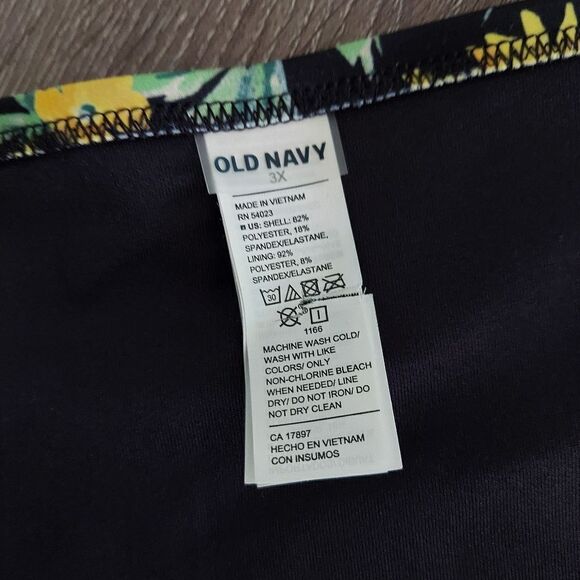 OLD NAVY
3X
MADE IN VIETNAM
RN 54023
US: SHELL: 82%
POLYESTER, 18%
SPANDEX/ELASTANE,
LINING: 92%
POLYESTER, 8%
SPANDEX/ELASTANE
30
I
1166
MACHINE WASH COLD/
WASH WITH LIKE
COLORS/ ONLY
NON-CHLORINE BLEACH
WHEN NEEDED/ LINE
DRY/ DO NOT IRON/ DO
NOT DRY CLEAN
CA 17897
HECHO EN VIETNAM
CON INSUMOS